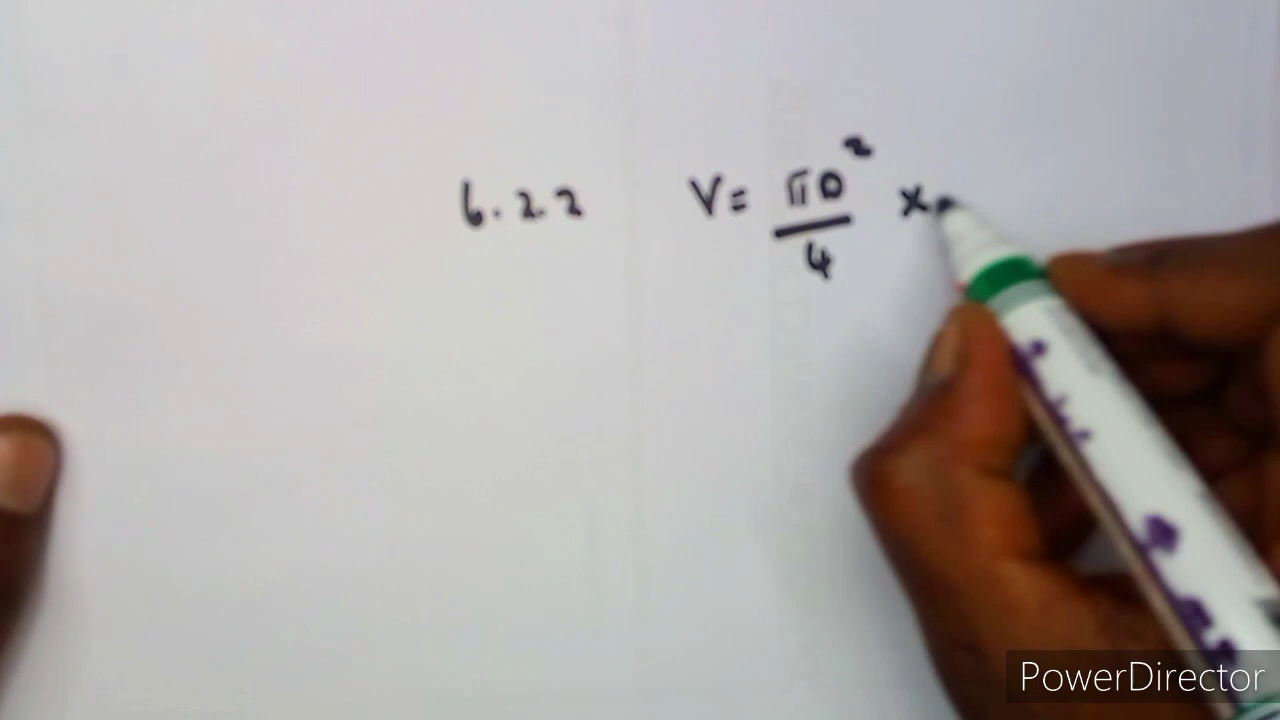 6.2.2 V = πD² / 4 ×
PowerDirector